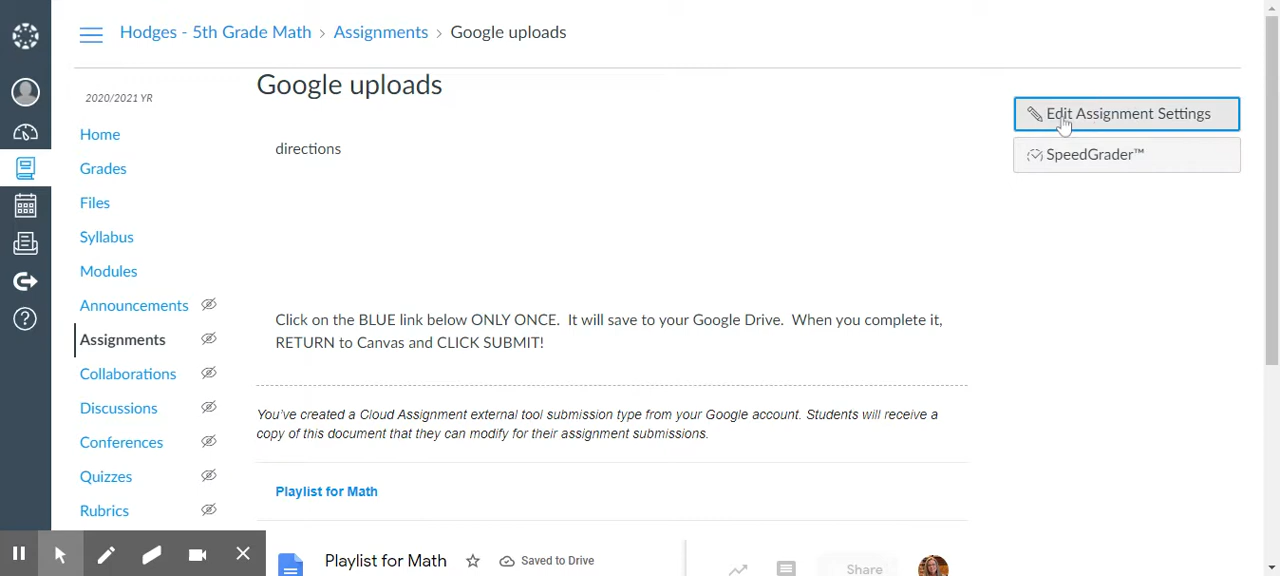 Hodges - 5th Grade Math › Assignments › Google uploads
2020/2021 YR
Home
Grades
Files
Syllabus
Modules
Announcements
Assignments
Collaborations
Discussions
Conferences
Quizzes
Rubrics
Google uploads
directions
Click on the BLUE link below ONLY ONCE. It will save to your Google Drive. When you complete it,
RETURN to Canvas and CLICK SUBMIT!
You've created a Cloud Assignment external tool submission type from your Google account. Students will receive a
copy of this document that they can modify for their assignment submissions.
Playlist for Math
Playlist for Math
Saved to Drive
Share
Edit Assignment Settings
SpeedGrader™